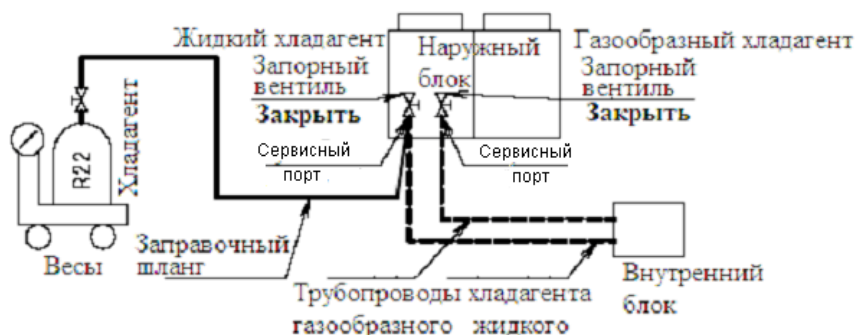 Жидкий хладагент
Запорный
вентиль
Закрыть
Наружный
блок
Газообразный хладагент
Запорный
вентиль
Закрыть
Сервисный
порт
Сервисный
порт
R22
Хладагент
Весы
Заправочный
шланг
Трубопроводы хладагента
газообразного жидкого
Внутренний
блок